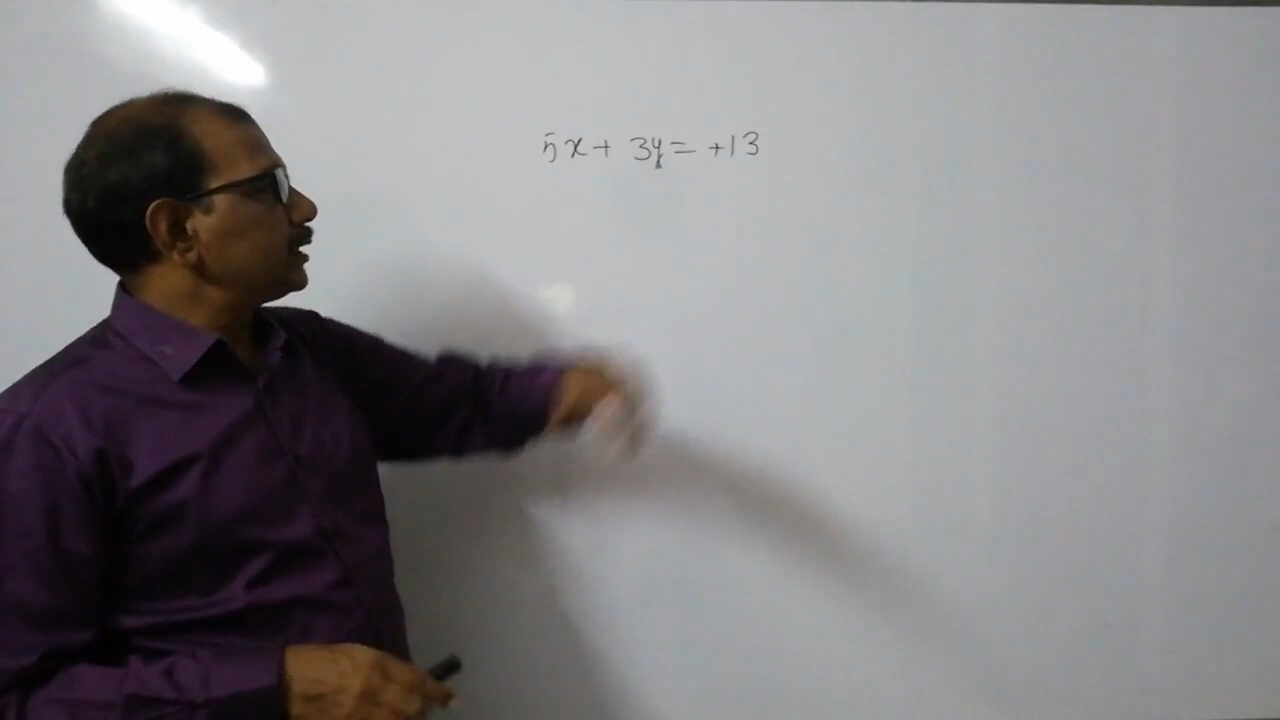 5x + 3y = +13